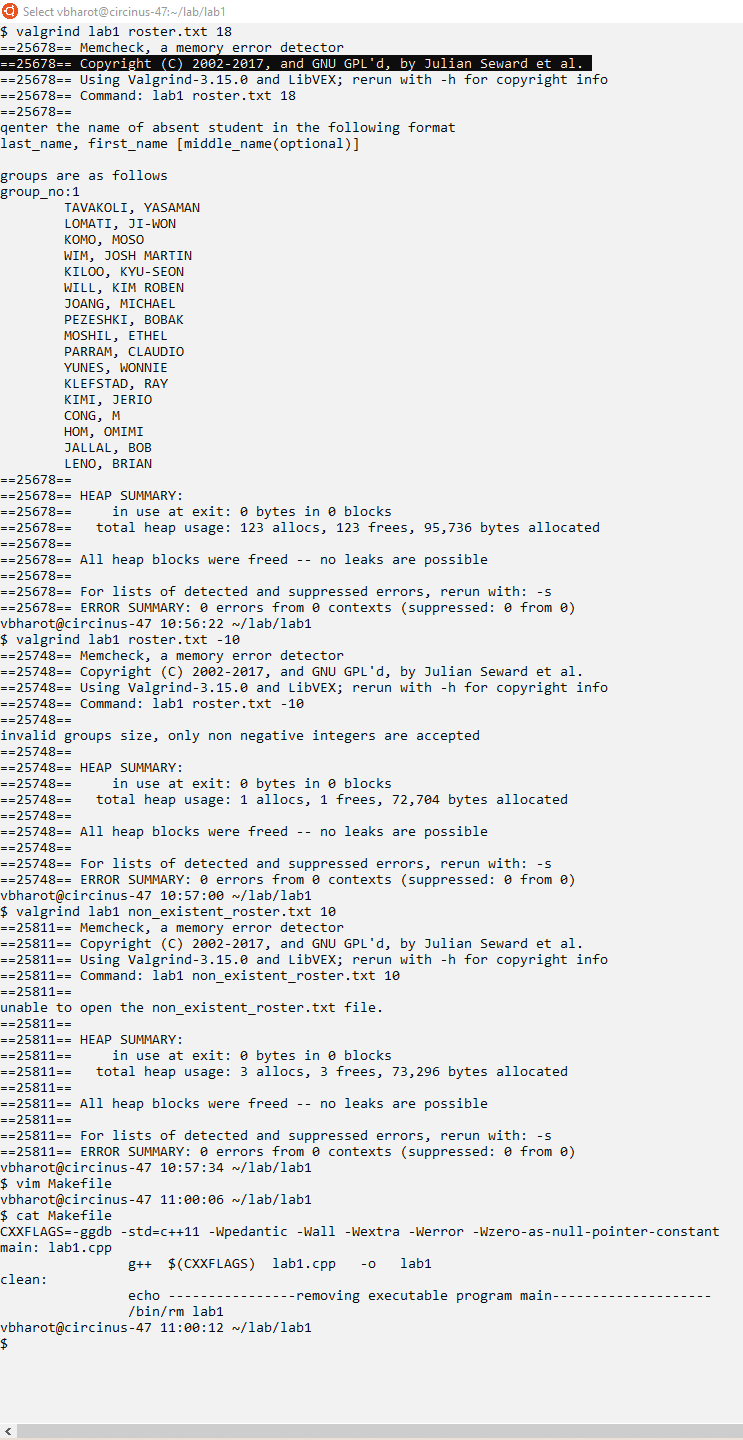 Select vbharot@circinus-47:~/lab/lab1
$ valgrind lab1 roster.txt 18
==25678== Memcheck, a memory error detector
==25678== Copyright (C) 2002-2017, and GNU GPL'd, by Julian Seward et al.
==25678== Using Valgrind-3.15.0 and LibVEX; rerun with -h for copyright info
==25678== Command: lab1 roster.txt 18
==25678==
qenter the name of absent student in the following format
last_name, first_name [middle_name(optional)]

groups are as follows
group_no:1
        TAVAKOLI, YASAMAN
        LOMATI, JI-WON
        KOMO, MOSO
        WIM, JOSH MARTIN
        KILOO, KYU-SEON
        WILL, KIM ROBEN
        JOANG, MICHAEL
        PEZESHKI, BOBAK
        MOSHIL, ETHEL
        PARRAM, CLAUDIO
        YUNES, WONNIE
        KLEFSTAD, RAY
        KIMI, JERIO
        CONG, M
        HOM, OMIMI
        JALLAL, BOB
        LENO, BRIAN
==25678==
==25678== HEAP SUMMARY:
==25678==     in use at exit: 0 bytes in 0 blocks
==25678==   total heap usage: 123 allocs, 123 frees, 95,736 bytes allocated
==25678==
==25678== All heap blocks were freed -- no leaks are possible
==25678==
==25678== For lists of detected and suppressed errors, rerun with: -s
==25678== ERROR SUMMARY: 0 errors from 0 contexts (suppressed: 0 from 0)
vbharot@circinus-47 10:56:22 ~/lab/lab1
$ valgrind lab1 roster.txt -10
==25748== Memcheck, a memory error detector
==25748== Copyright (C) 2002-2017, and GNU GPL'd, by Julian Seward et al.
==25748== Using Valgrind-3.15.0 and LibVEX; rerun with -h for copyright info
==25748== Command: lab1 roster.txt -10
==25748==
invalid groups size, only non negative integers are accepted
==25748==
==25748== HEAP SUMMARY:
==25748==     in use at exit: 0 bytes in 0 blocks
==25748==   total heap usage: 1 allocs, 1 frees, 72,704 bytes allocated
==25748==
==25748== All heap blocks were freed -- no leaks are possible
==25748==
==25748== For lists of detected and suppressed errors, rerun with: -s
==25748== ERROR SUMMARY: 0 errors from 0 contexts (suppressed: 0 from 0)
vbharot@circinus-47 10:57:00 ~/lab/lab1
$ valgrind lab1 non_existent_roster.txt 10
==25811== Memcheck, a memory error detector
==25811== Copyright (C) 2002-2017, and GNU GPL'd, by Julian Seward et al.
==25811== Using Valgrind-3.15.0 and LibVEX; rerun with -h for copyright info
==25811== Command: lab1 non_existent_roster.txt 10
==25811==
unable to open the non_existent_roster.txt file.
==25811==
==25811== HEAP SUMMARY:
==25811==     in use at exit: 0 bytes in 0 blocks
==25811==   total heap usage: 3 allocs, 3 frees, 73,296 bytes allocated
==25811==
==25811== All heap blocks were freed -- no leaks are possible
==25811==
==25811== For lists of detected and suppressed errors, rerun with: -s
==25811== ERROR SUMMARY: 0 errors from 0 contexts (suppressed: 0 from 0)
vbharot@circinus-47 10:57:34 ~/lab/lab1
$ vim Makefile
vbharot@circinus-47 11:00:06 ~/lab/lab1
$ cat Makefile
CXXFLAGS=-ggdb -std=c++11 -Wpedantic -Wall -Wextra -Werror -Wzero-as-null-pointer-constant
main: lab1.cpp
                g++  $(CXXFLAGS)  lab1.cpp   -o   lab1
clean:
                echo ----------------removing executable program main--------------------
                /bin/rm lab1
vbharot@circinus-47 11:00:12 ~/lab/lab1
$